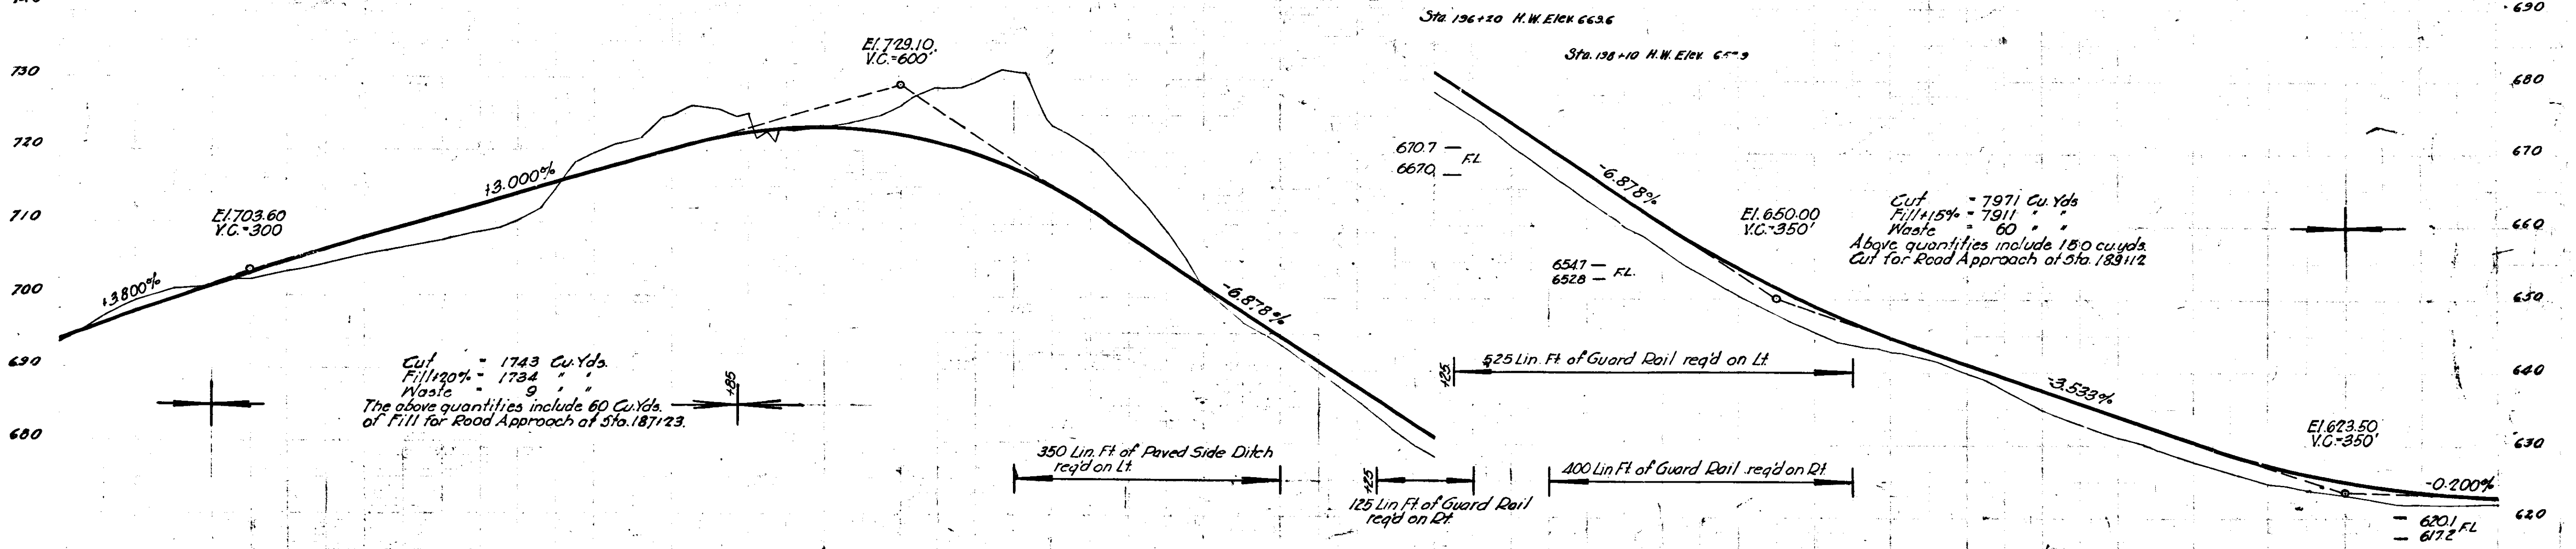 690
Sta. 196+20 H.W. Elev. 663.6
El. 729.10
V.C.=600'
Sta. 198+10 H.W. Elev.
730
680
720
670.7
F.L.
667.0
670
+3.000%
-6.878%
710
El. 703.60
V.C.=300
El. 650.00
V.C.=350'
Cut = 7971 Cu. Yds
Fill+15% = 7911 " "
Waste = 60 " "
Above quantities include 150 cu.yds.
Cut for Road Approach at Sta. 189+12
660
654.7
F.L.
652.8
700
+3.800%
-6.878%
650
690
Cut = 1743 Cu. Yds.
Fill+20% = 1734 " "
Waste = 9 " "
The above quantities include 60 Cu. Yds.
of Fill for Road Approach at Sta. 187+23.
+85
+25
525 Lin. Ft. of Guard Rail req'd on Lt.
640
-3.533%
680
El. 623.50
V.C.=350'
630
350 Lin. Ft. of Paved Side Ditch
req'd on Lt.
+25
400 Lin Ft. of Guard Rail req'd on Rt.
125 Lin Ft. of Guard Rail
req'd on Rt.
-0.200%
620
620.1
F.L
617.2